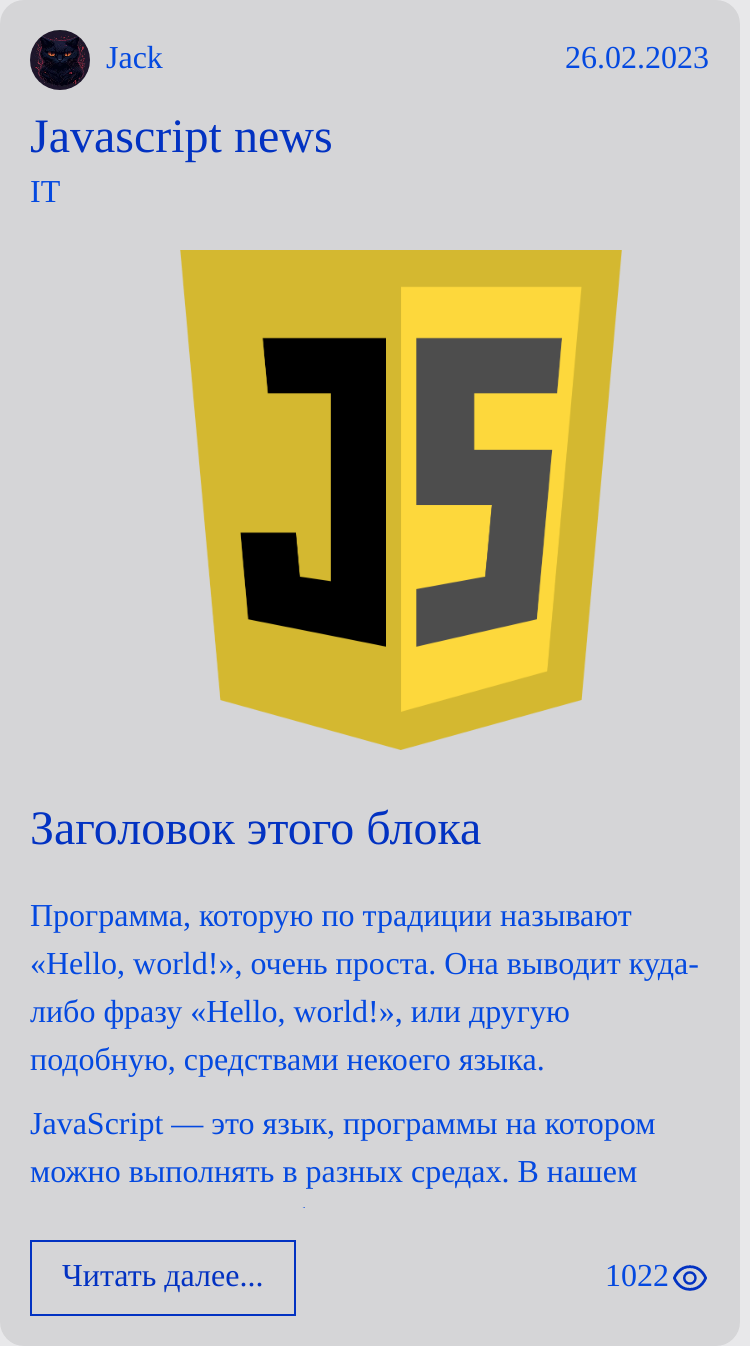 Jack
26.02.2023
Javascript news
IT
JS
Заголовок этого блока
Программа, которую по традиции называют
«Hello, world!», очень проста. Она выводит куда-
либо фразу «Hello, world!», или другую
подобную, средствами некоего языка.
JavaScript — это язык, программы на котором
можно выполнять в разных средах. В нашем
Читать далее...
1022